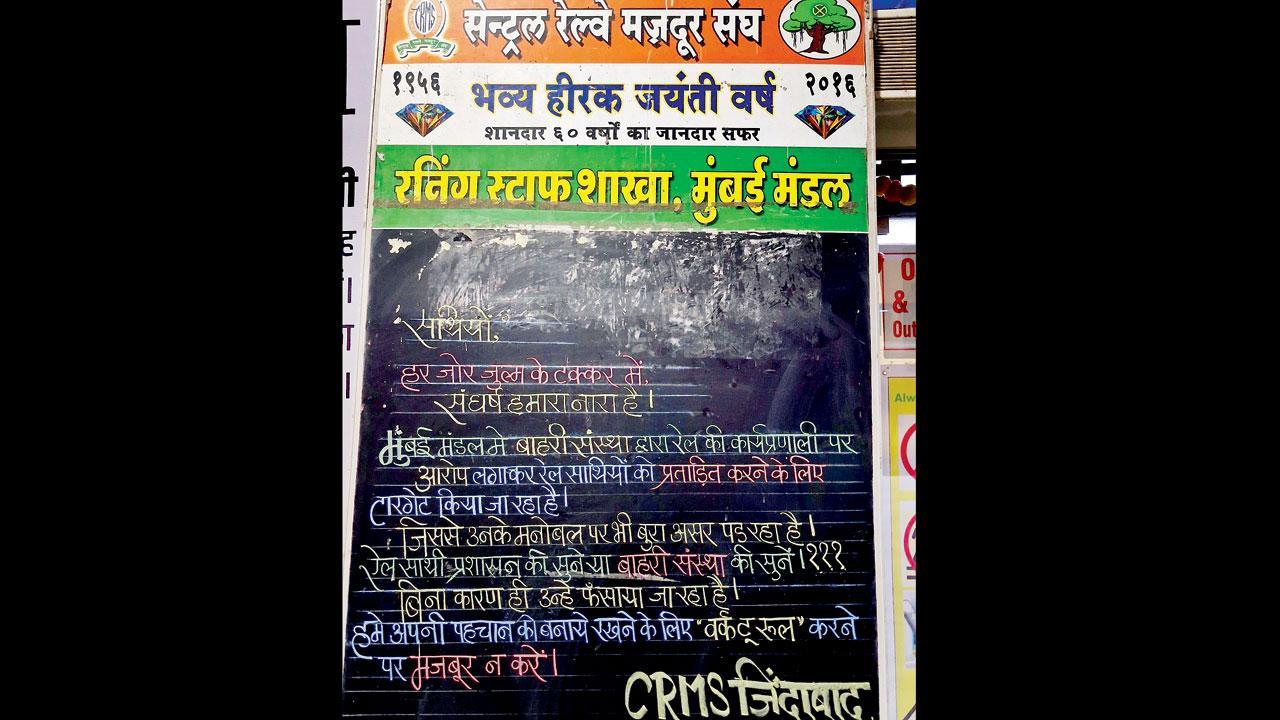 CRMS
सेन्ट्रल रेल्वे मज़दूर संघ
१९५६ भव्य हीरक जयंती वर्ष २०१६
शानदार ६० वर्षों का जानदार सफर
रनिंग स्टाफ शाखा, मुंबई मंडल
साथियों,
हर जोर जुल्म के टक्कर में,
संघर्ष हमारा नारा है।
मुंबई मंडल मे बाहरी संस्था द्वारा रेल की कार्यप्रणाली पर
आरोप लगाकर रेल साथियों को प्रताड़ित करने के लिए
टारगेट किया जा रहा है।
जिससे उनके मनोबल पर भी बुरा असर पड रहा है।
रेल साथी प्रशासन की सुने या बाहरी संस्था की सुनें।???
बिना कारण ही उन्हे फँसाया जा रहा है।
हमे अपनी पहचान को बनाये रखने के लिए "वर्क टू रूल" करने
पर मजबूर न करें।
CRMS जिंदाबाद.
&
Out
Alw